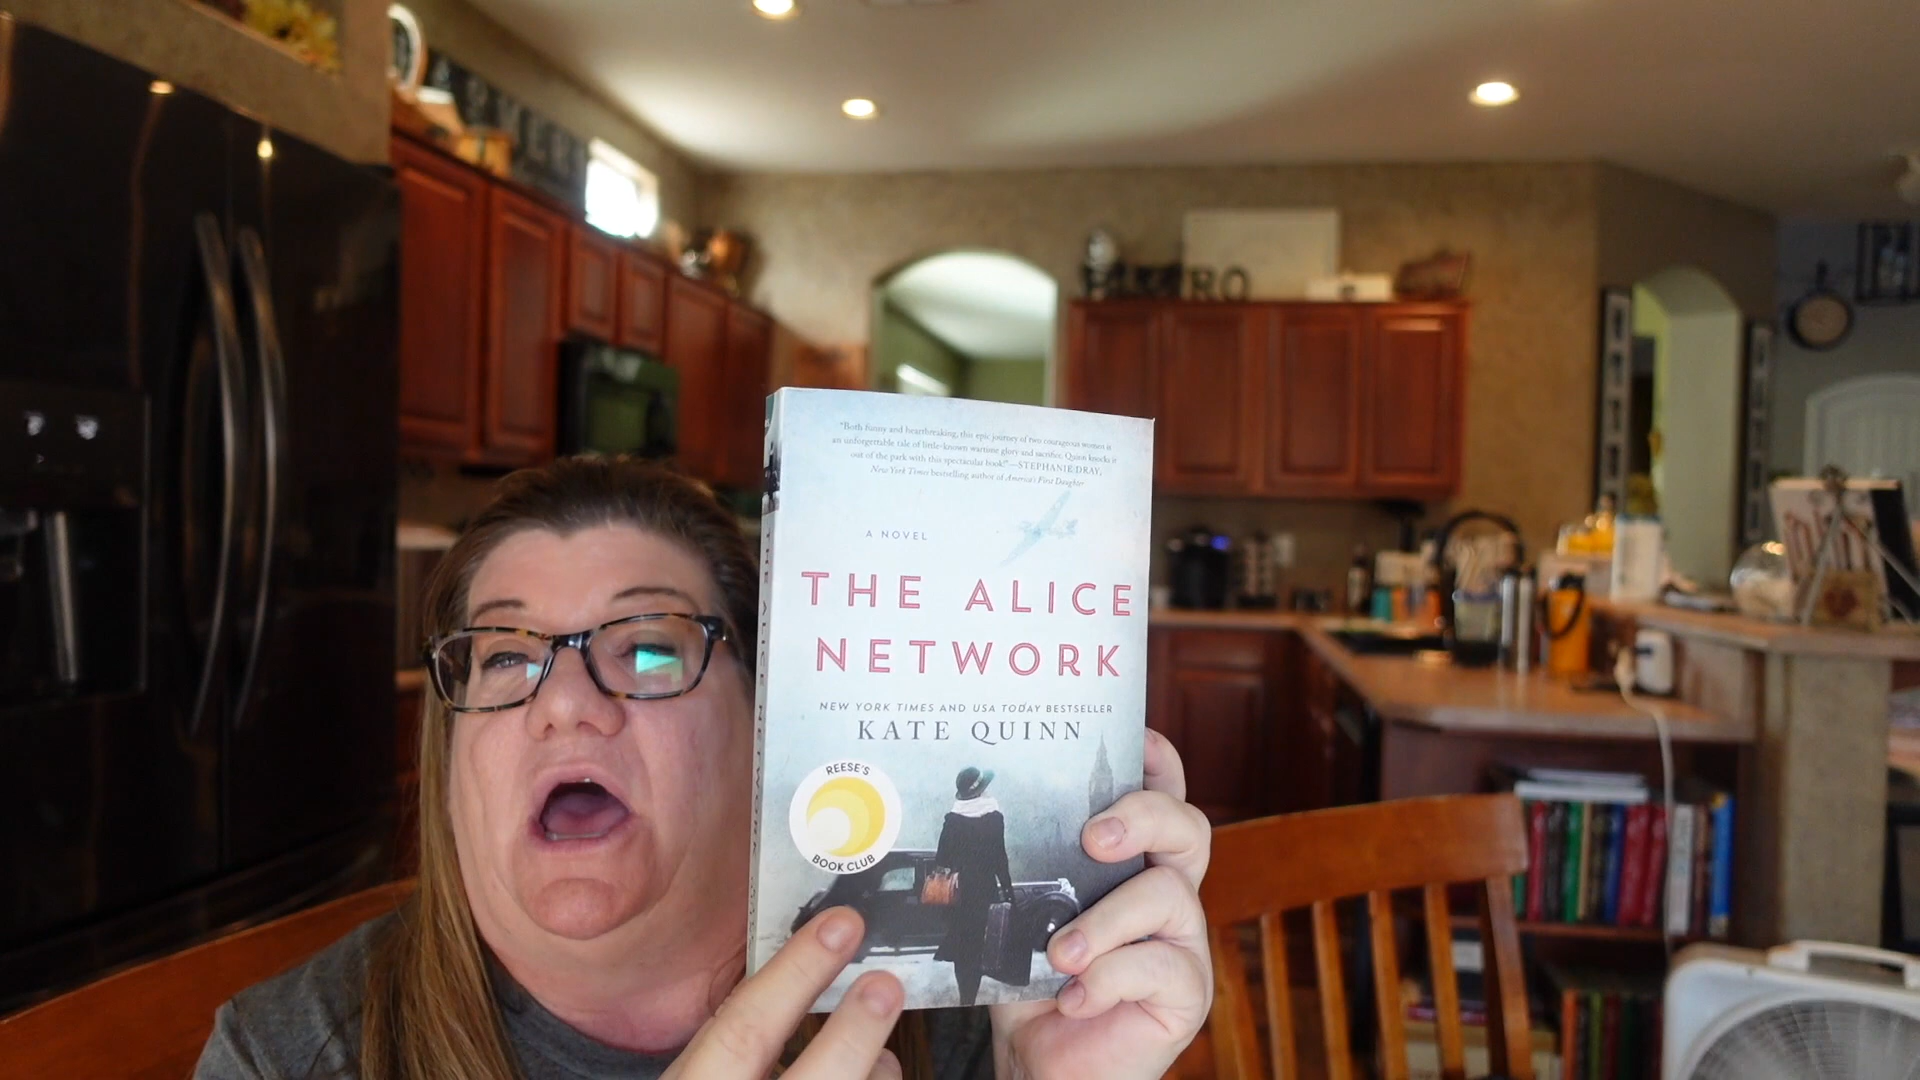 "Both funny and heartbreaking, this epic journey of two courageous women is
an unforgettable tale of little-known wartime glory and sacrifice. Quinn knocks it
out of the park with this spectacular book!"—STEPHANIE DRAY,
New York Times bestselling author of America's First Daughter
A NOVEL
THE ALICE
NETWORK
NEW YORK TIMES AND USA TODAY BESTSELLER
KATE QUINN
REESE'S
BOOK CLUB
THE ALICE NETWORK